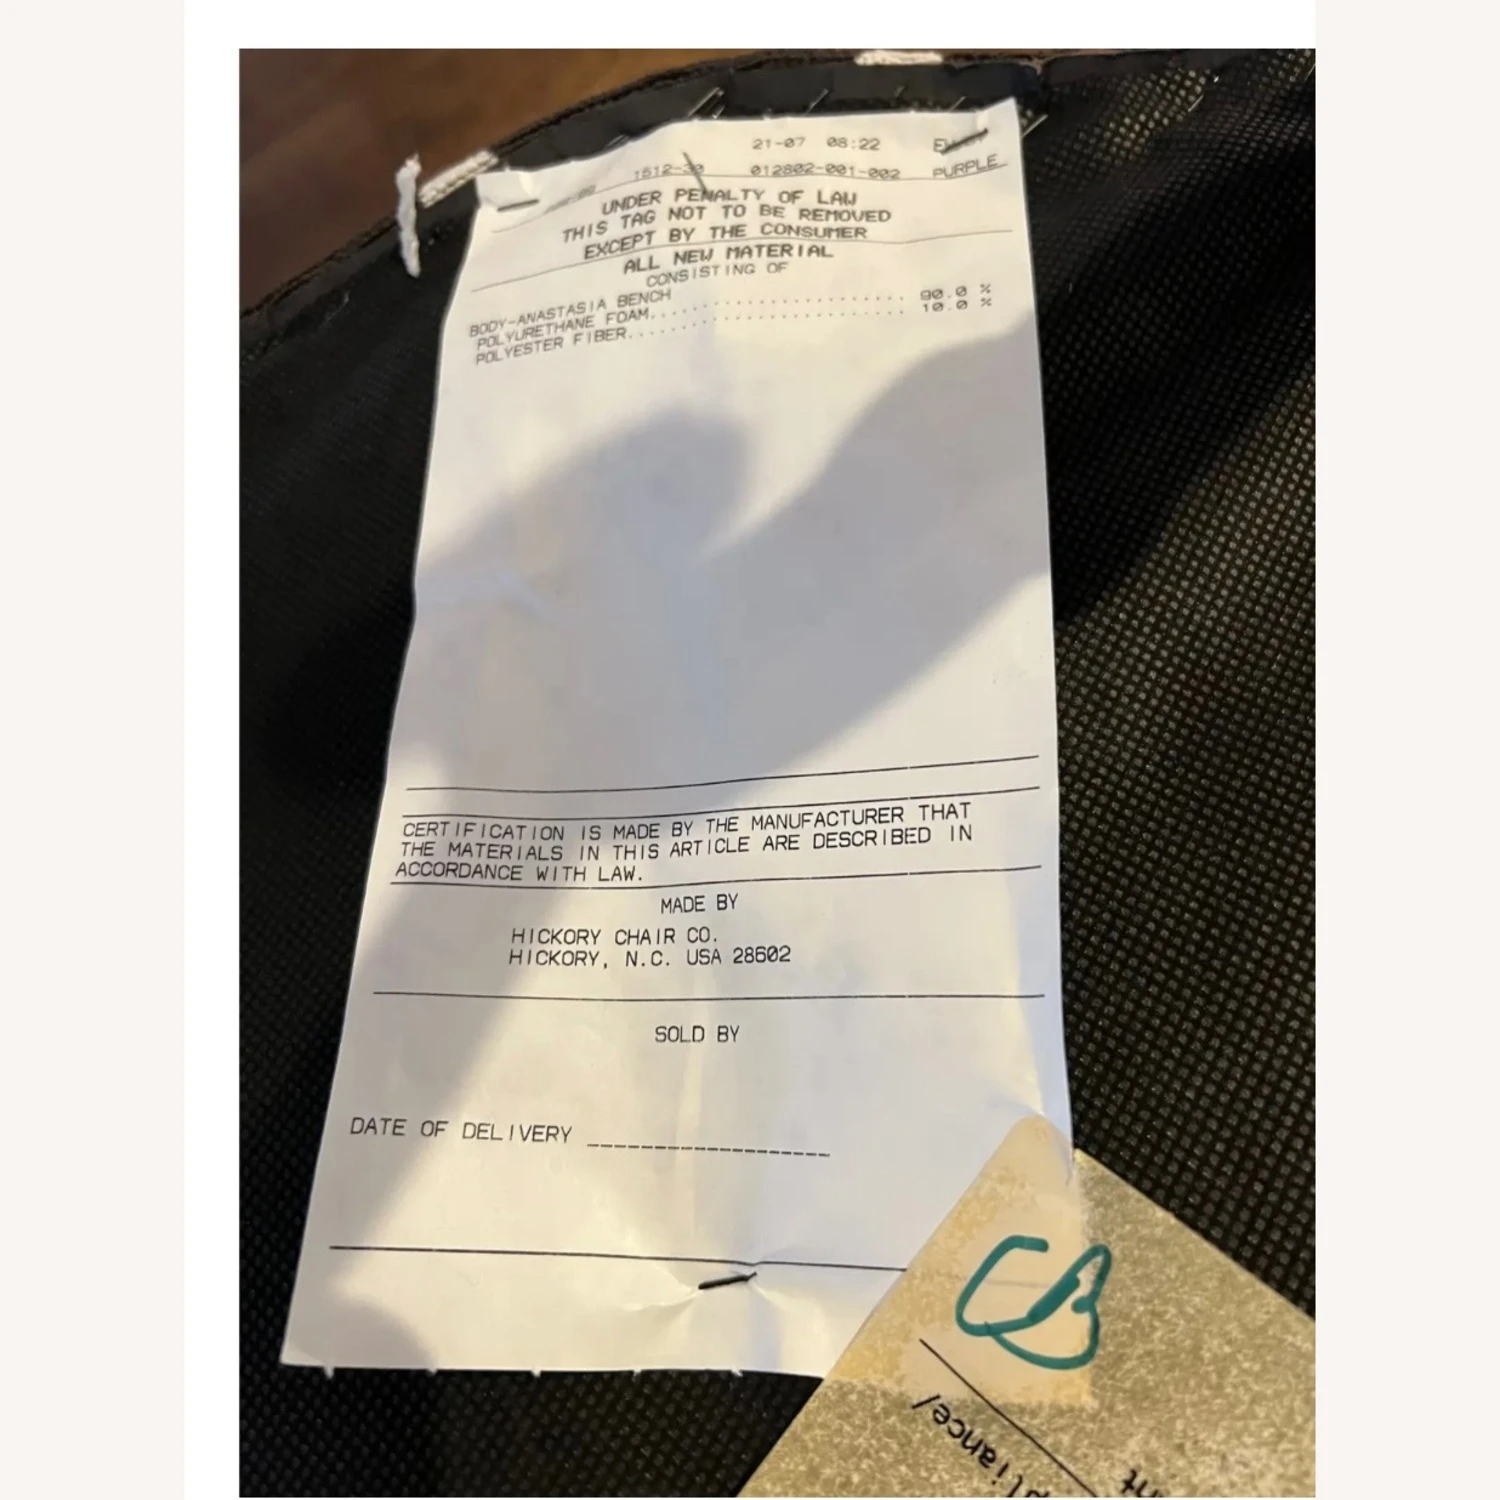 21-07 08:22
1512-30 012802-001-002 PURPLE
UNDER PENALTY OF LAW
THIS TAG NOT TO BE REMOVED
EXCEPT BY THE CONSUMER
ALL NEW MATERIAL
CONSISTING OF
BODY-ANASTASIA BENCH
POLYURETHANE FOAM.................... 90.0 %
POLYESTER FIBER...................... 10.0 %
CERTIFICATION IS MADE BY THE MANUFACTURER THAT
THE MATERIALS IN THIS ARTICLE ARE DESCRIBED IN
ACCORDANCE WITH LAW.
MADE BY
HICKORY CHAIR CO.
HICKORY, N.C. USA 28602
SOLD BY
DATE OF DELIVERY
CB